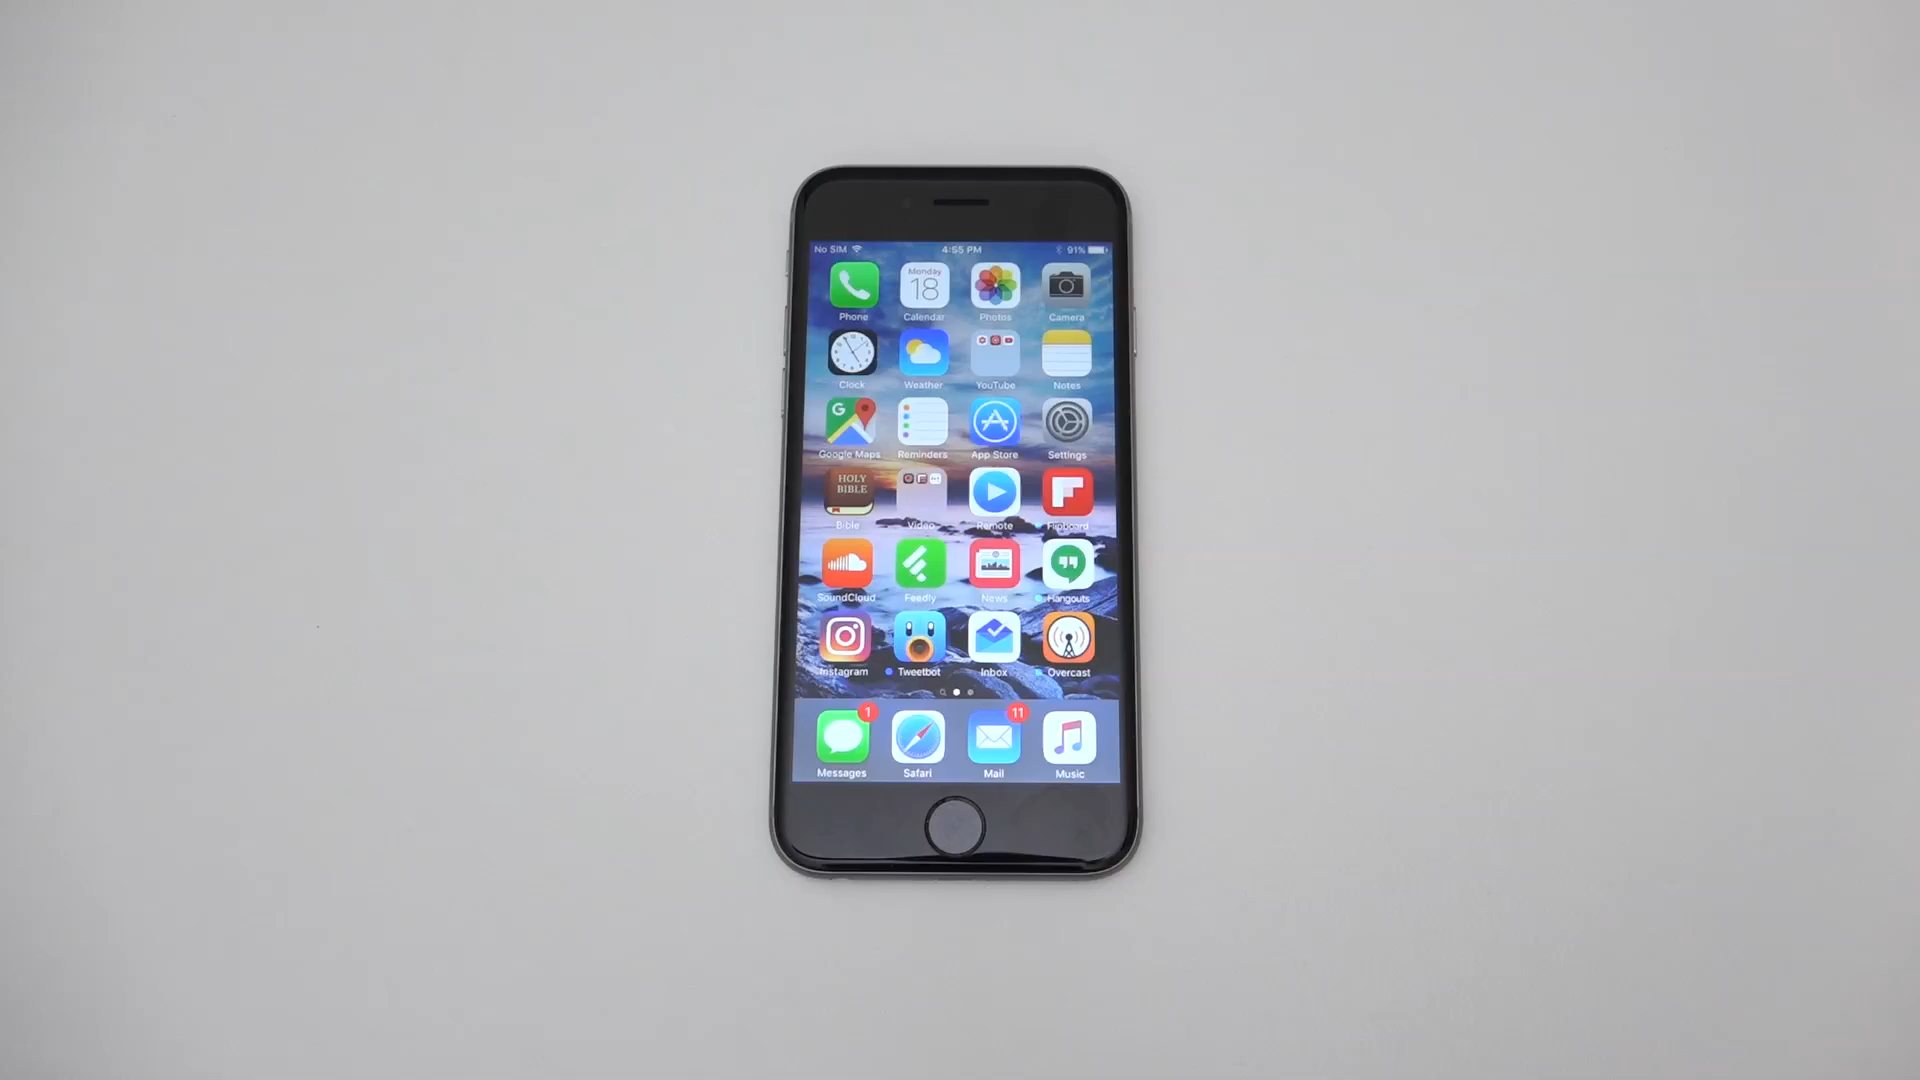 No SIM 4:55 PM 91%
Monday
18
Phone Calendar Photos Camera
Clock Weather YouTube Notes
G
Google Maps Reminders App Store Settings
HOLY
BIBLE
Bible Video Remote Flipboard
SoundCloud Feedly News Hangouts
Instagram Tweetbot Inbox Overcast
1 11
Messages Safari Mail Music